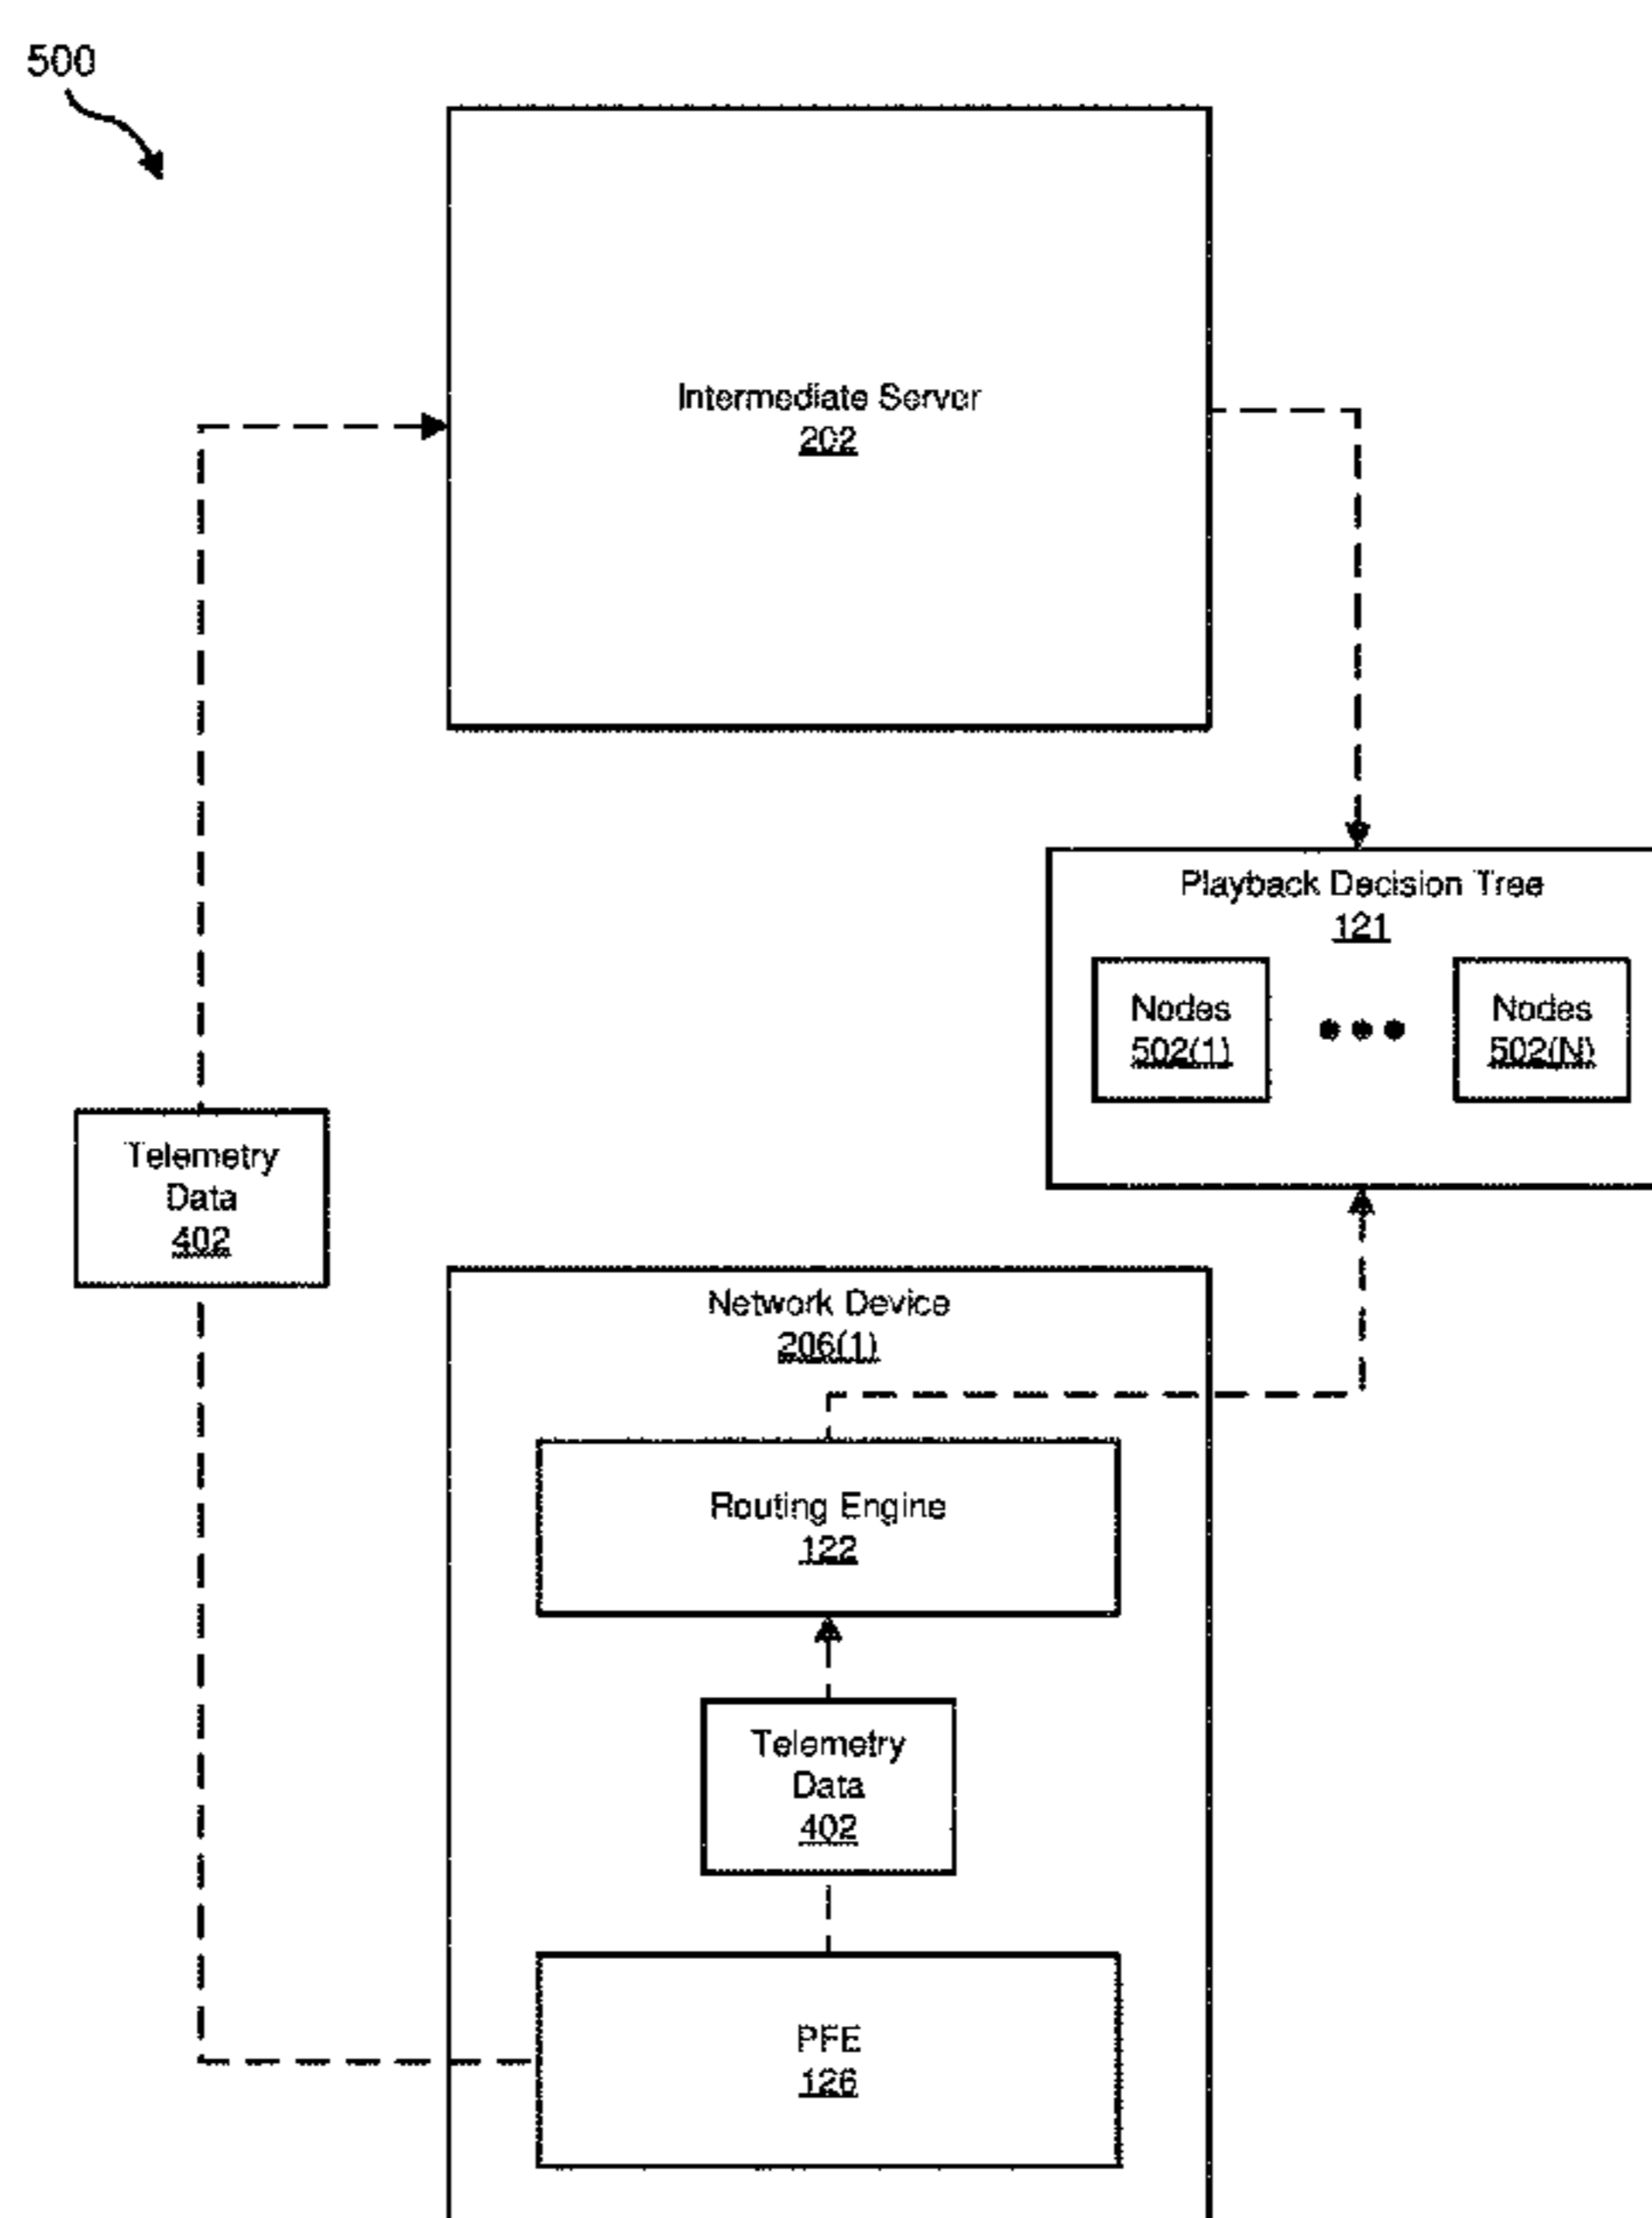 500
Intermediate Server
202
Playback Decision Tree
121
Nodes
502(1)
Nodes
502(N)
Telemetry
Data
402
Network Device
206(1)
Routing Engine
122
Telemetry
Data
402
PFE
126